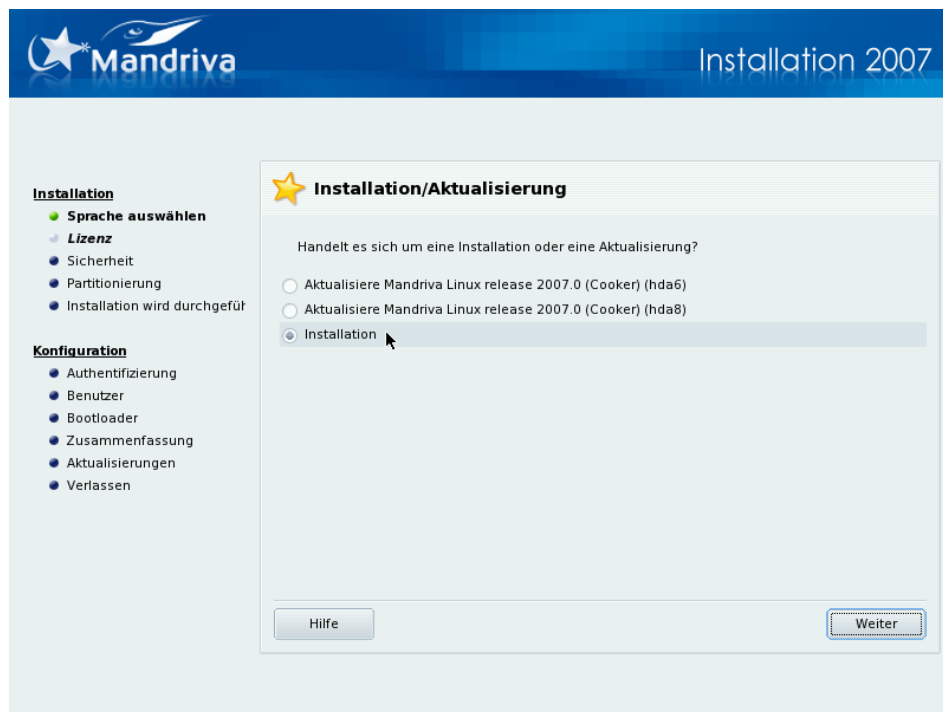 Mandriva
Installation 2007
Installation
Sprache auswählen
Lizenz
Sicherheit
Partitionierung
Installation wird durchgefüh
Konfiguration
Authentifizierung
Benutzer
Bootloader
Zusammenfassung
Aktualisierungen
Verlassen
Installation/Aktualisierung
Handelt es sich um eine Installation oder eine Aktualisierung?
Aktualisiere Mandriva Linux release 2007.0 (Cooker) (hda6)
Aktualisiere Mandriva Linux release 2007.0 (Cooker) (hda8)
Installation
Hilfe
Weiter